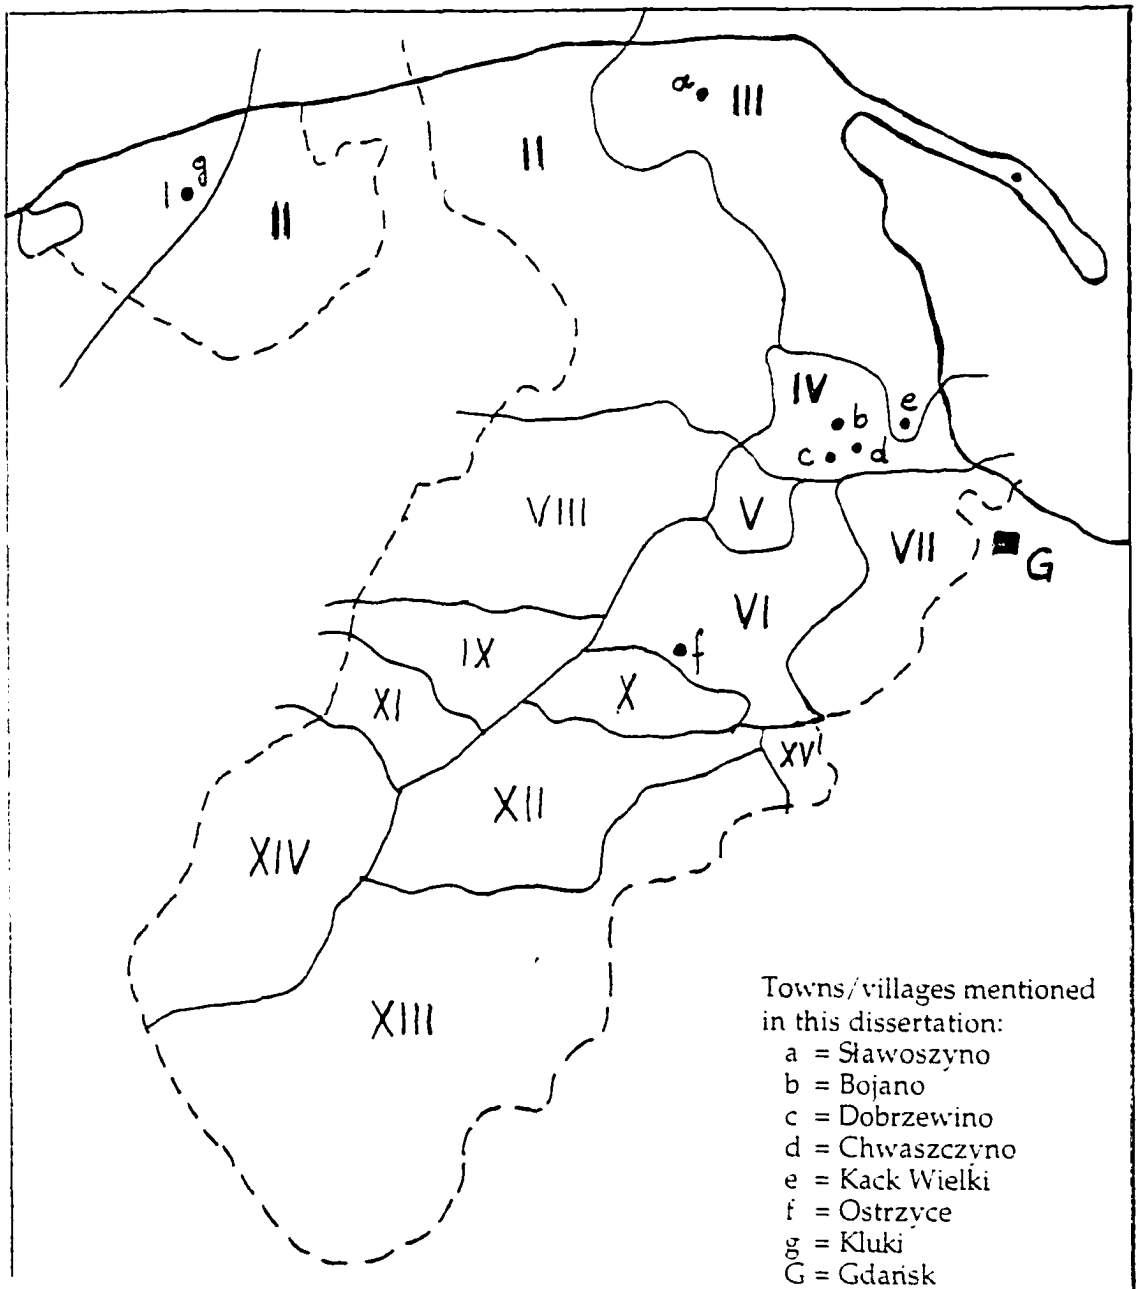 a
III
II
g
I
II
IV
e
b
c
d
VIII
V
VII
G
VI
f
IX
X
XI
XV
XII
XIV
XIII
Towns/villages mentioned
in this dissertation:
a = Sławoszyno
b = Bojano
c = Dobrzewino
d = Chwaszczyno
e = Kack Wielki
f = Ostrzyce
g = Kluki
G = Gdańsk